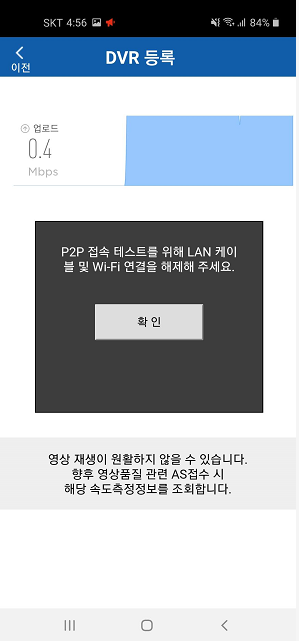 SKT 4:56 84%
이전 DVR 등록
업로드
0.4
Mbps
P2P 접속 테스트를 위해 LAN 케이
블 및 Wi-Fi 연결을 해제해 주세요.
확 인
영상 재생이 원활하지 않을 수 있습니다.
향후 영상품질 관련 AS접수 시
해당 속도측정정보를 조회합니다.